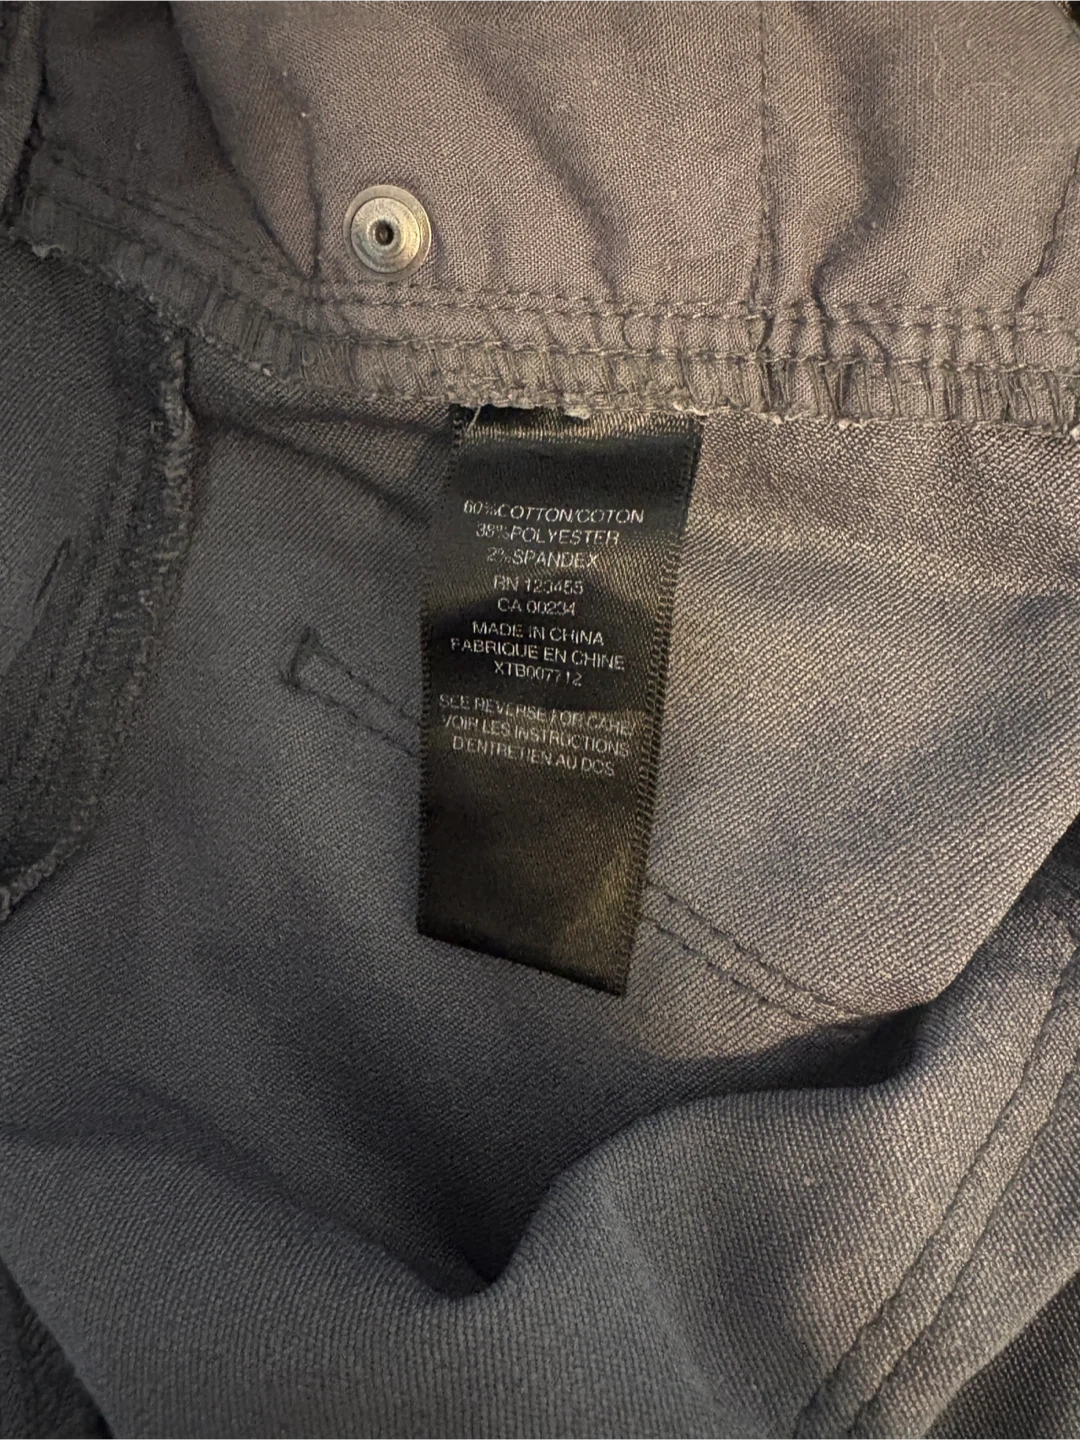 60%COTTON/COTON
38%POLYESTER
2%SPANDEX
RN 123455
CA 00234
MADE IN CHINA
FABRIQUE EN CHINE
XTB007712
SEE REVERSE FOR CARE
VOIR LES INSTRUCTIONS
D'ENTRETIEN AU DOS